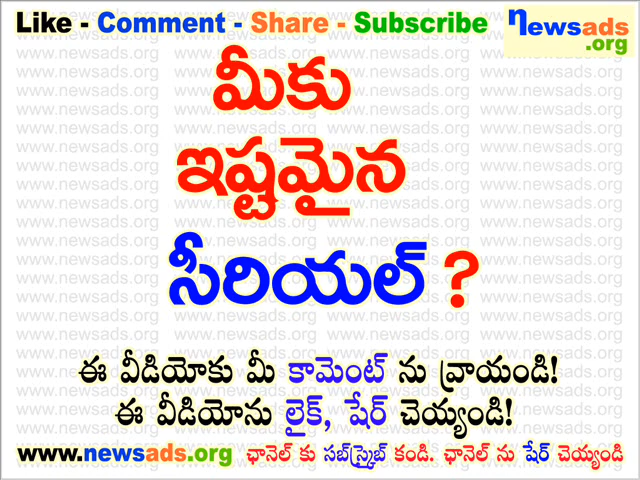 Like - Comment - Share - Subscribe
newsads
.org
మీకు
ఇష్టమైన
సీరియల్ ?
ఈ వీడియోకు మీ కామెంట్ ను వ్రాయండి!
ఈ వీడియోను లైక్, షేర్ చెయ్యండి!
www.newsads.org ఛానెల్ కు సబ్‌స్క్రైబ్ కండి. ఛానెల్ ను షేర్ చెయ్యండి